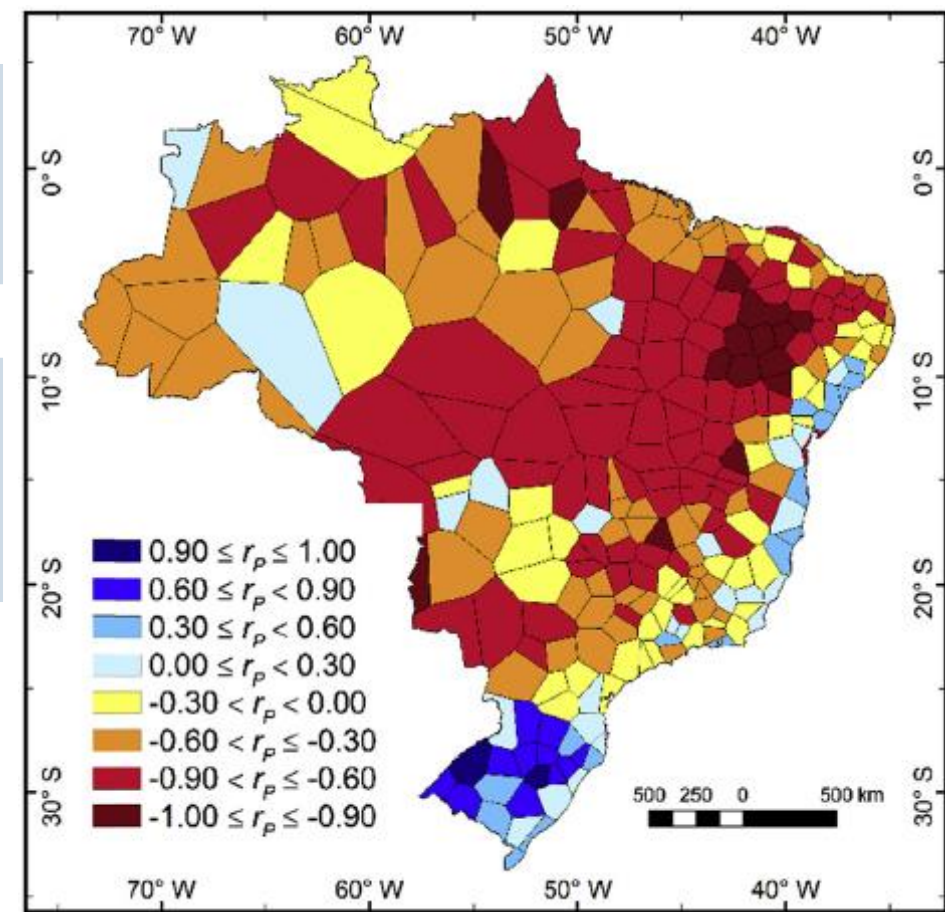 70° W 60° W 50° W 40° W
0° S 0° S
10° S 10° S
20° S 20° S
30° S 30° S
0.90 ≤ rₚ ≤ 1.00
0.60 ≤ rₚ < 0.90
0.30 ≤ rₚ < 0.60
0.00 ≤ rₚ < 0.30
-0.30 < rₚ < 0.00
-0.60 < rₚ ≤ -0.30
-0.90 < rₚ ≤ -0.60
-1.00 ≤ rₚ ≤ -0.90
500 250 0 500 km
70° W 60° W 50° W 40° W